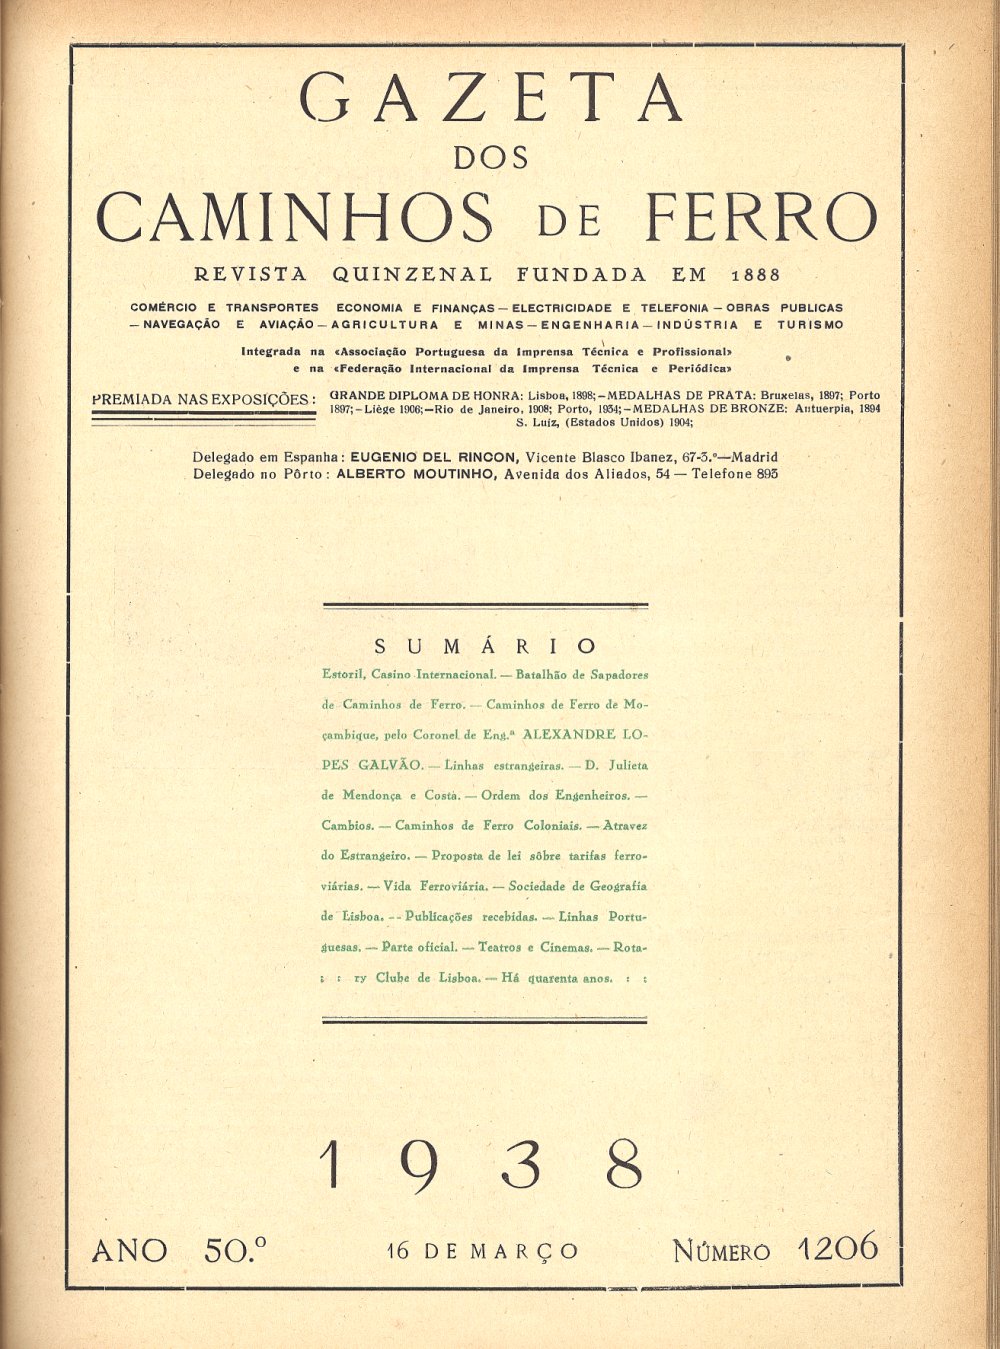 GAZETA
DOS
CAMINHOS DE FERRO
REVISTA QUINZENAL FUNDADA EM 1888
COMÉRCIO E TRANSPORTES ECONOMIA E FINANÇAS — ELECTRICIDADE E TELEFONIA — OBRAS PUBLICAS
— NAVEGAÇÃO E AVIAÇÃO — AGRICULTURA E MINAS — ENGENHARIA — INDÚSTRIA E TURISMO
Integrada na «Associação Portuguesa da Imprensa Técnica e Profissional»
e na «Federação Internacional da Imprensa Técnica e Periódica»
PREMIADA NAS EXPOSIÇÕES:
GRANDE DIPLOMA DE HONRA: Lisboa, 1898;—MEDALHAS DE PRATA: Bruxelas, 1897; Porto
1897;—Liège 1906;—Rio de Janeiro, 1908; Porto, 1934;—MEDALHAS DE BRONZE: Antuerpia, 1894
S. Luiz, (Estados Unidos) 1904;
Delegado em Espanha: EUGENIO DEL RINCON, Vicente Blasco Ibanez, 67-3.º—Madrid
Delegado no Pôrto: ALBERTO MOUTINHO, Avenida dos Aliados, 54 — Telefone 893
SUMÁRIO
Estoril, Casino Internacional. — Batalhão de Sapadores
de Caminhos de Ferro. — Caminhos de Ferro de Mo-
çambique, pelo Coronel de Eng.ª ALEXANDRE LO-
PES GALVÃO. — Linhas estrangeiras. — D. Julieta
de Mendonça e Costa. — Ordem dos Engenheiros. —
Cambios. — Caminhos de Ferro Coloniais. — Atravez
do Estrangeiro. — Proposta de lei sôbre tarifas ferro-
viárias. — Vida Ferroviária. — Sociedade de Geografia
de Lisboa. -- Publicações recebidas. — Linhas Portu-
guesas. — Parte oficial. — Teatros e Cinemas. — Rota-
: : ry Clube de Lisboa. — Há quarenta anos. : :
1938
ANO 50.º
16 DE MARÇO
NÚMERO 1206